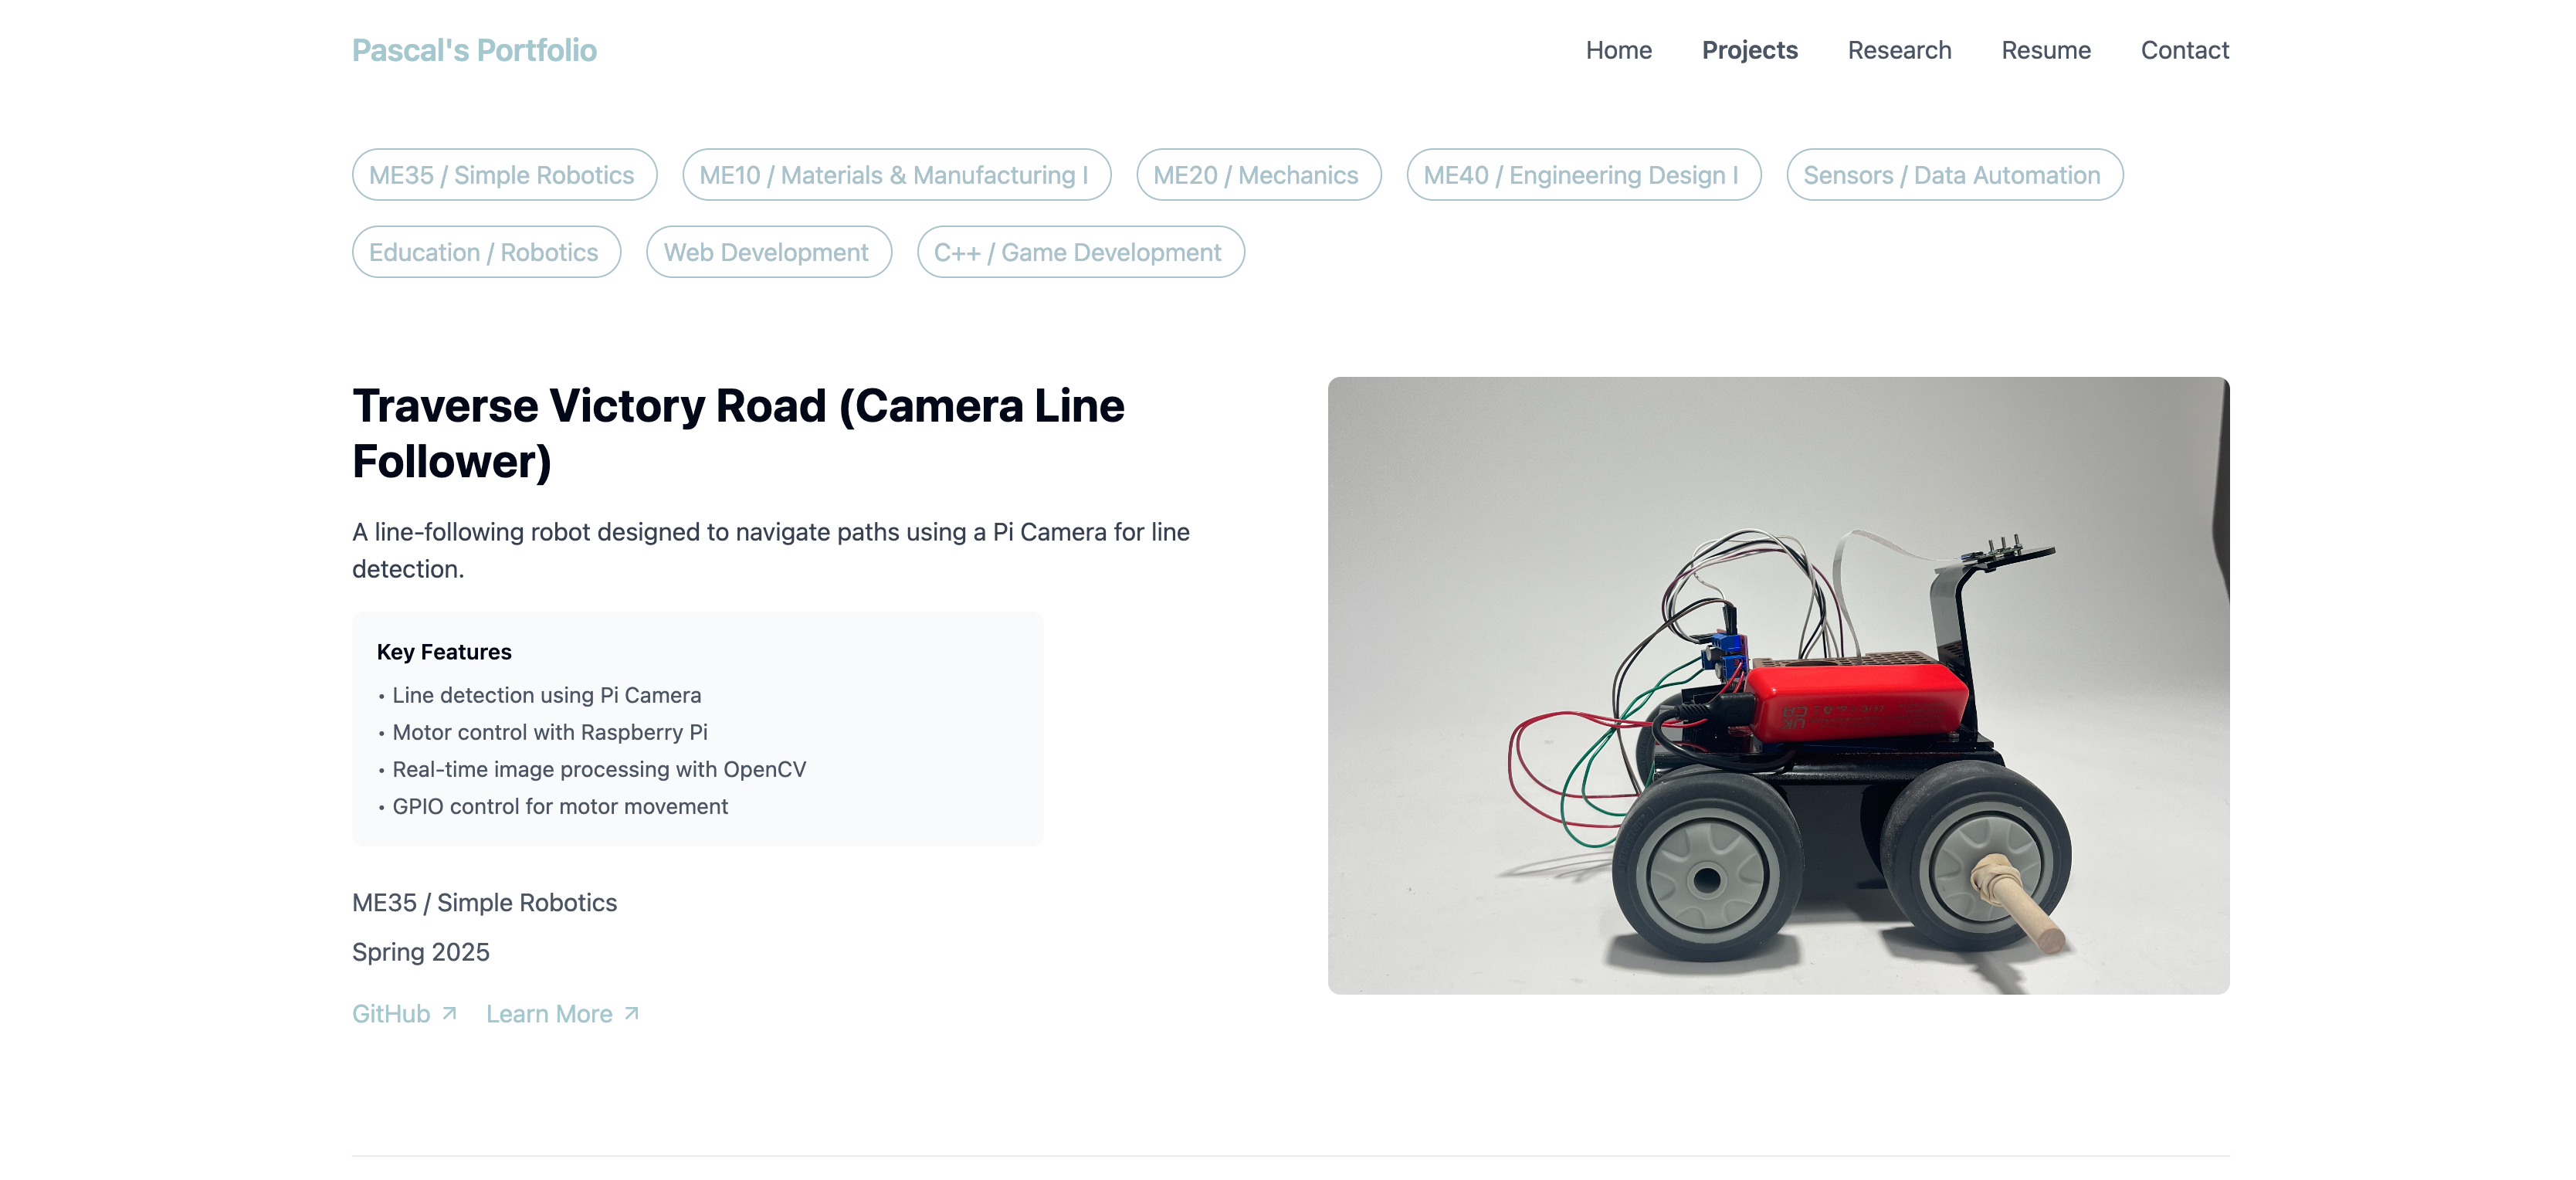 Pascal's Portfolio
Home Projects Research Resume Contact
ME35 / Simple Robotics ME10 / Materials & Manufacturing I ME20 / Mechanics ME40 / Engineering Design I Sensors / Data Automation
Education / Robotics Web Development C++ / Game Development
Traverse Victory Road (Camera Line
Follower)
A line-following robot designed to navigate paths using a Pi Camera for line
detection.
Key Features
• Line detection using Pi Camera
• Motor control with Raspberry Pi
• Real-time image processing with OpenCV
• GPIO control for motor movement
ME35 / Simple Robotics
Spring 2025
GitHub ↗ Learn More ↗